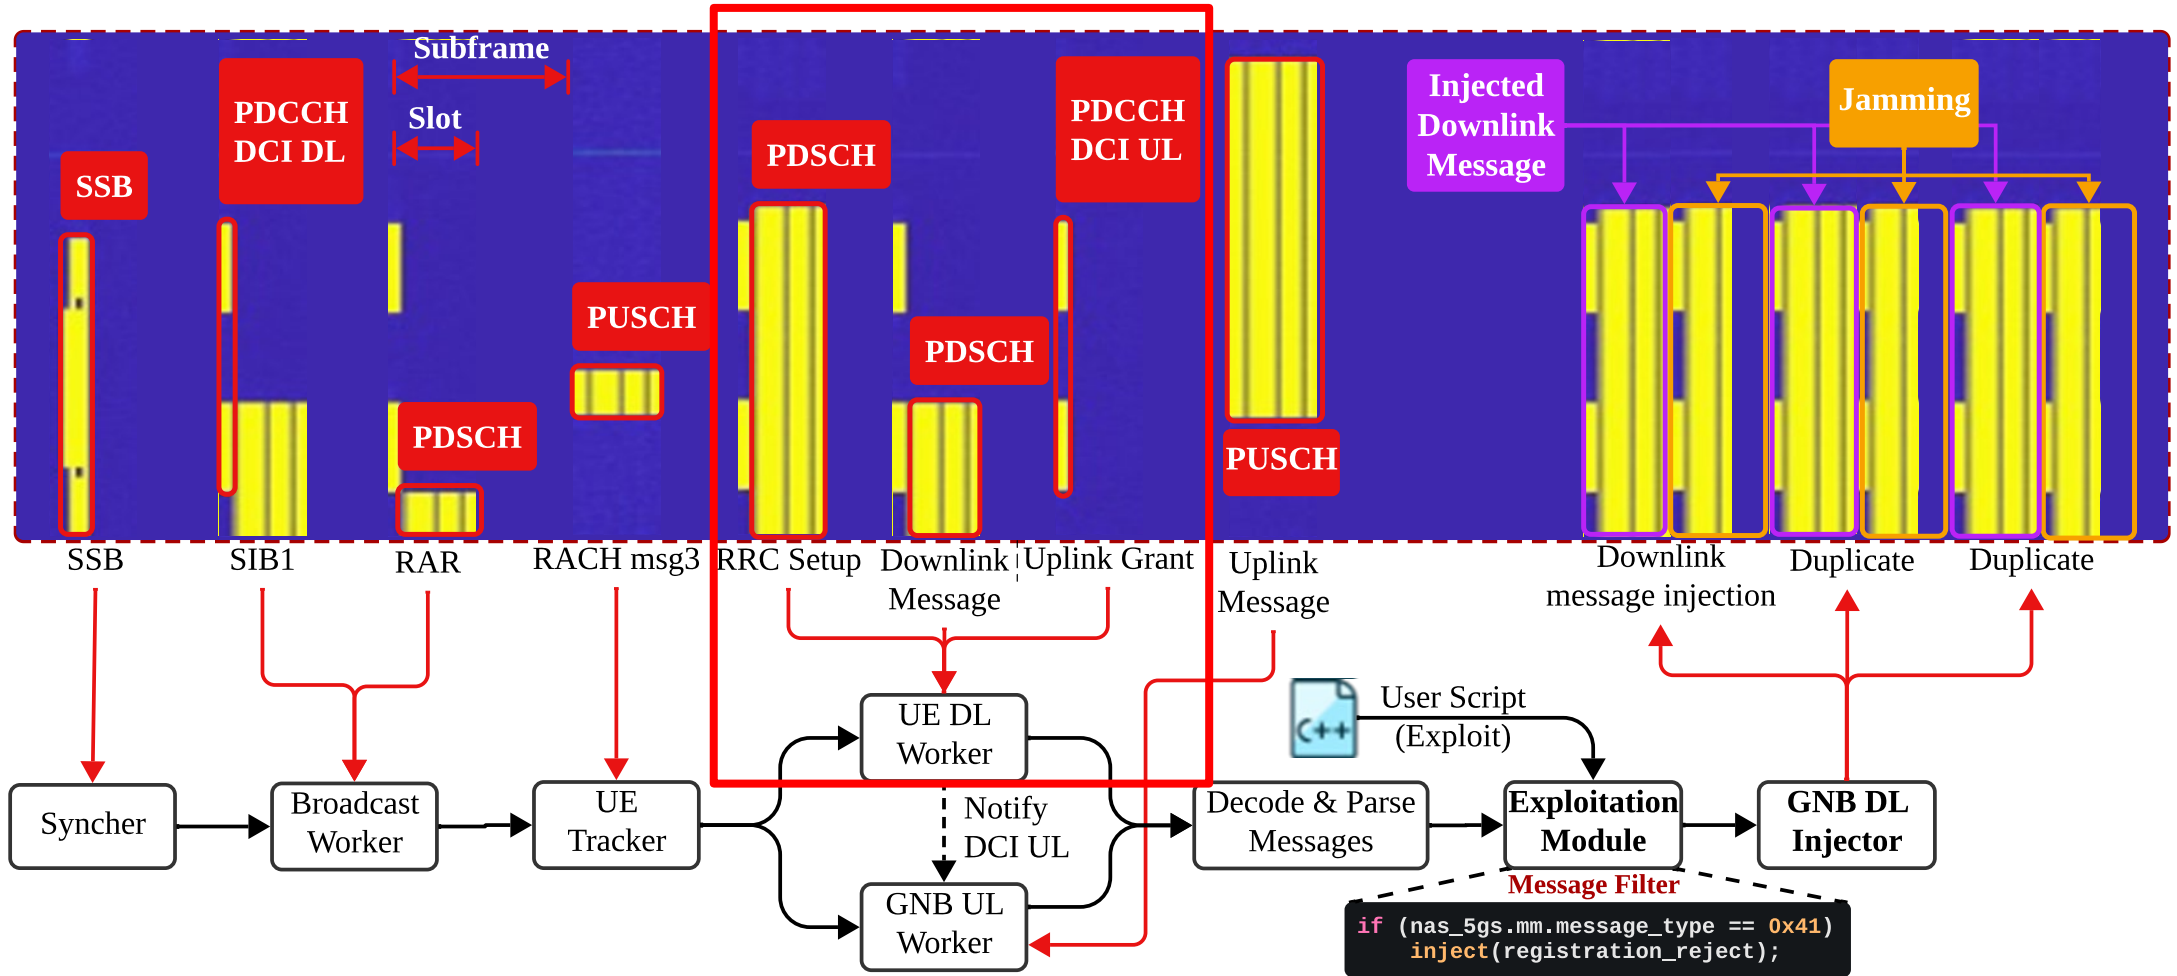 Subframe
Slot
SSB
PDCCH
DCI DL
PDSCH
PUSCH
PDSCH
PDSCH
PDCCH
DCI UL
PUSCH
Injected
Downlink
Message
Jamming
SSB
SIB1
RAR
RACH msg3
RRC Setup
Downlink
Message
Uplink Grant
Uplink
Message
Downlink
message injection
Duplicate
Duplicate
User Script
(Exploit)
C++
Syncher
Broadcast
Worker
UE
Tracker
UE DL
Worker
Notify
DCI UL
GNB UL
Worker
Decode & Parse
Messages
Exploitation
Module
GNB DL
Injector
Message Filter
if (nas_5gs.mm.message_type == 0x41)
inject(registration_reject);